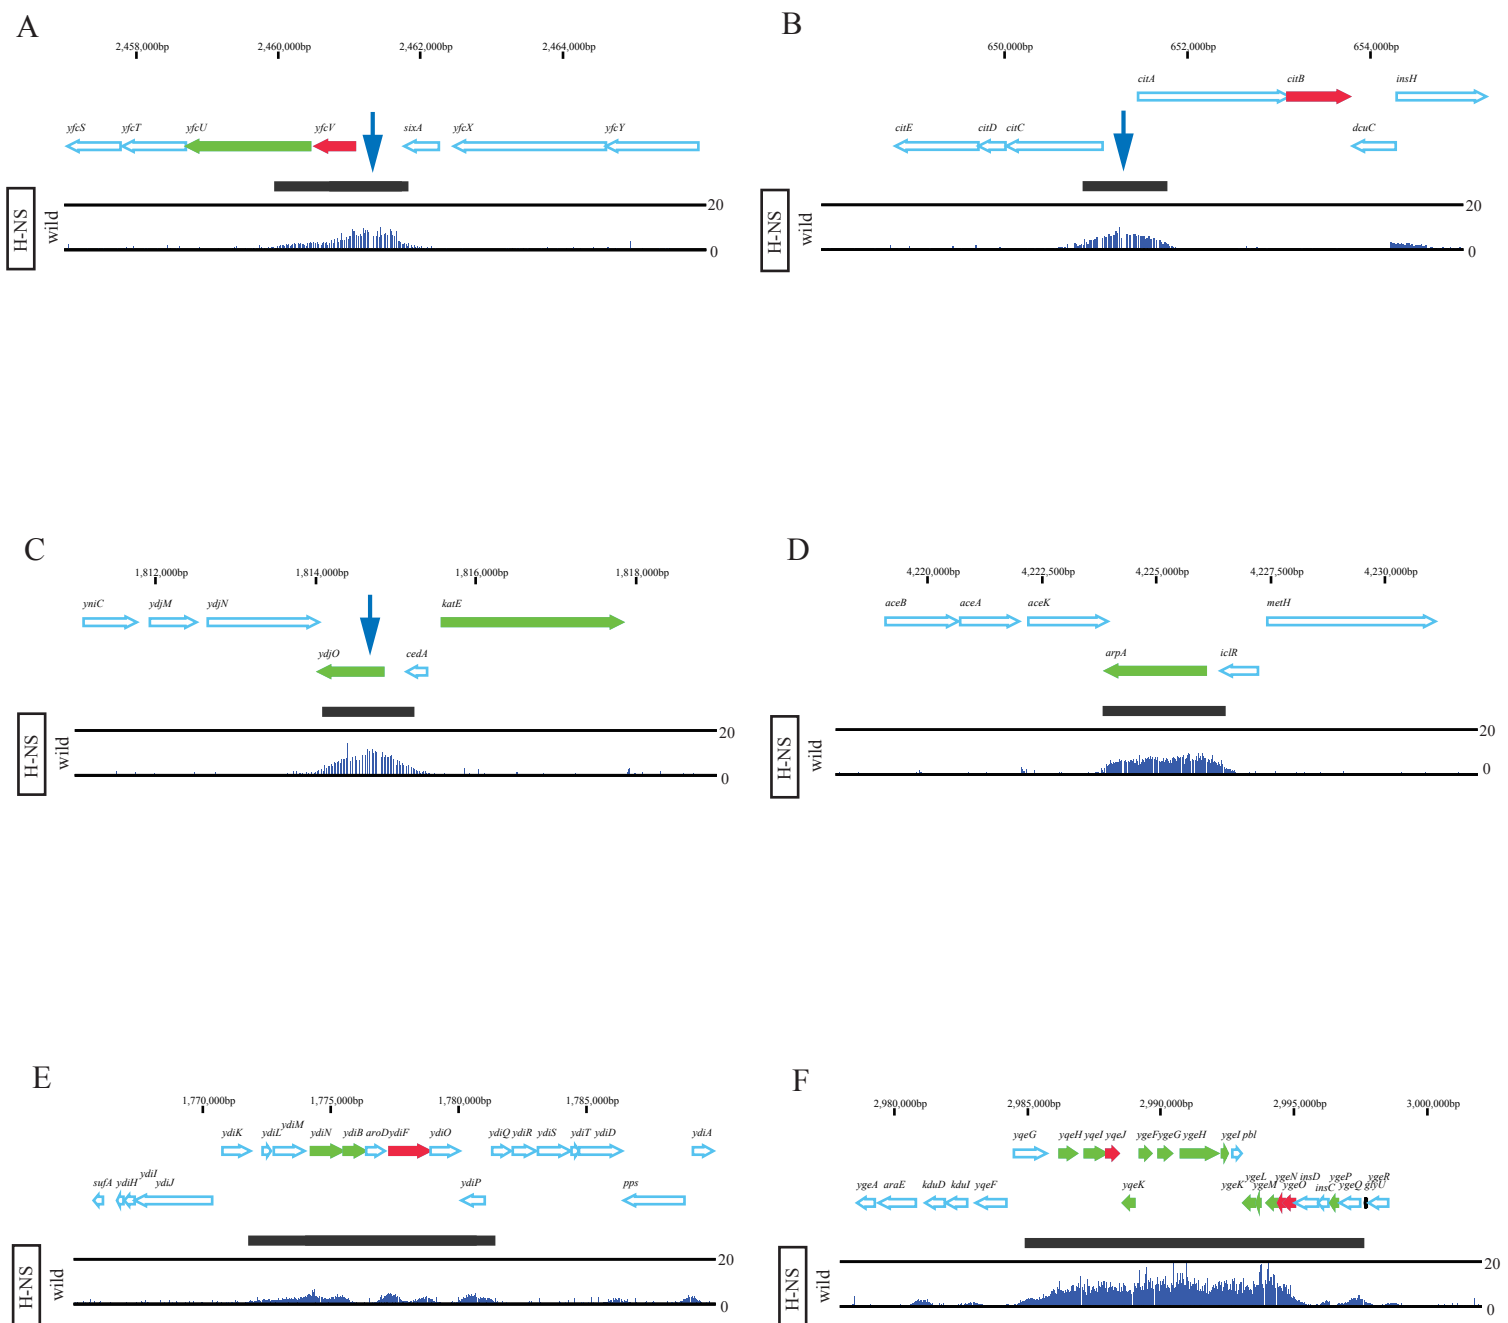 A
2,458,000bp 2,460,000bp 2,462,000bp 2,464,000bp
yfcS yfcT yfcU yfcV sixA yfcX yfcY
H-NS wild 20 0
B
650,000bp 652,000bp 654,000bp
citA citB insH
citE citD citC dcuC
H-NS wild 20 0
C
1,812,000bp 1,814,000bp 1,816,000bp 1,818,000bp
yniC ydjM ydjN katE
ydjO cedA
H-NS wild 20 0
D
4,220,000bp 4,222,500bp 4,225,000bp 4,227,500bp 4,230,000bp
aceB aceA aceK metH
arpA iclR
H-NS wild 20 0
E
1,770,000bp 1,775,000bp 1,780,000bp 1,785,000bp
ydiK ydiL ydiM ydiN ydiB aroD ydiF ydiO ydiQ ydiR ydiS ydiT ydiD ydiA
sufA ydiH ydiI ydiJ ydiP pps
H-NS wild 20 0
F
2,980,000bp 2,985,000bp 2,990,000bp 2,995,000bp 3,000,000bp
yqeG yqeH yqeI yqeJ ygeF ygeG ygeH ygeI pbl
ygeA araE kduD kduI yqeF yqeK ygeK ygeL ygeM ygeN ygeO insD insC ygeP ygeQ glyU ygeR
H-NS wild 20 0